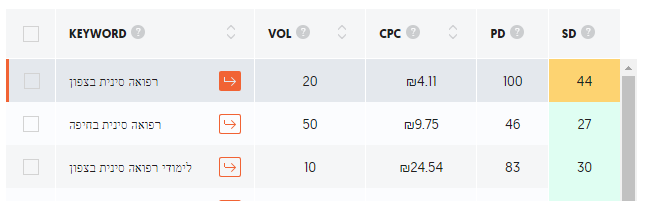 KEYWORD ? VOL ? CPC ? PD ? SD ?
רפואה סינית בצפון 20 ₪4.11 100 44
רפואה סינית בחיפה 50 ₪9.75 46 27
לימודי רפואה סינית בצפון 10 ₪24.54 83 30